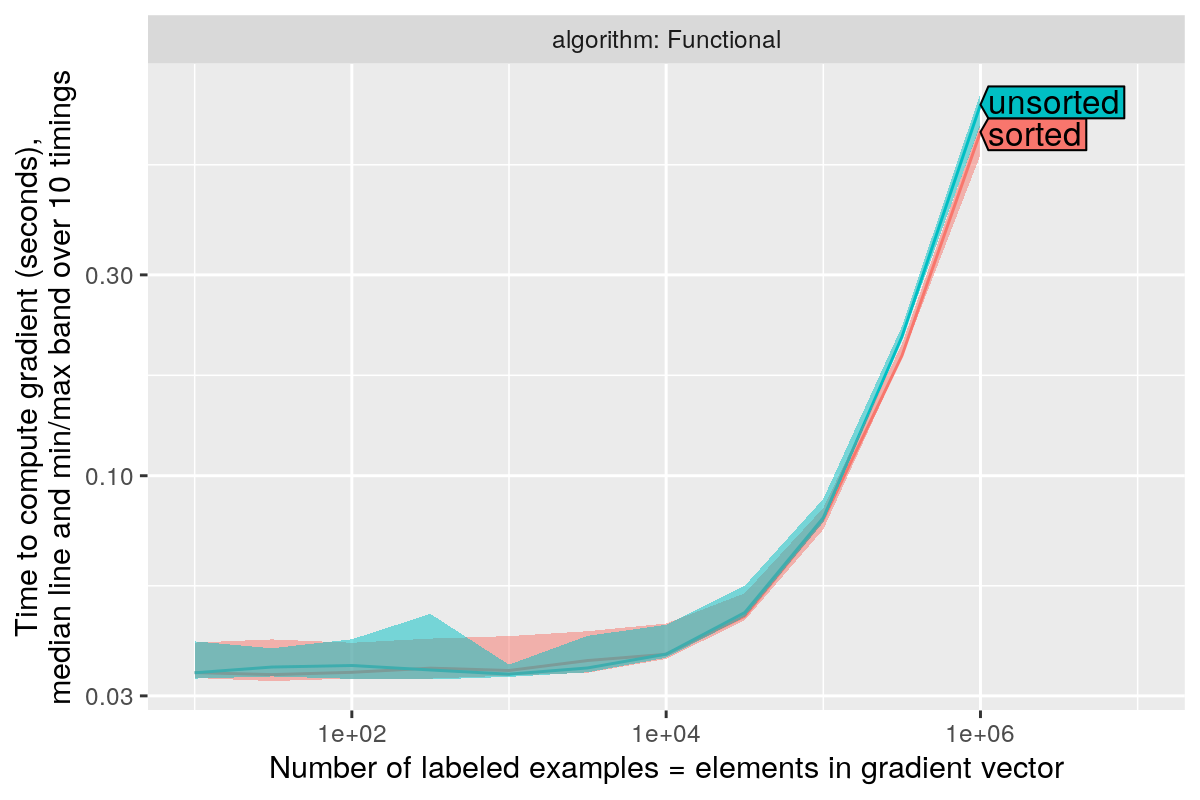 algorithm: Functional
Time to compute gradient (seconds),
median line and min/max band over 10 timings
0.30
0.10
0.03
unsorted
sorted
1e+02
1e+04
1e+06
Number of labeled examples = elements in gradient vector